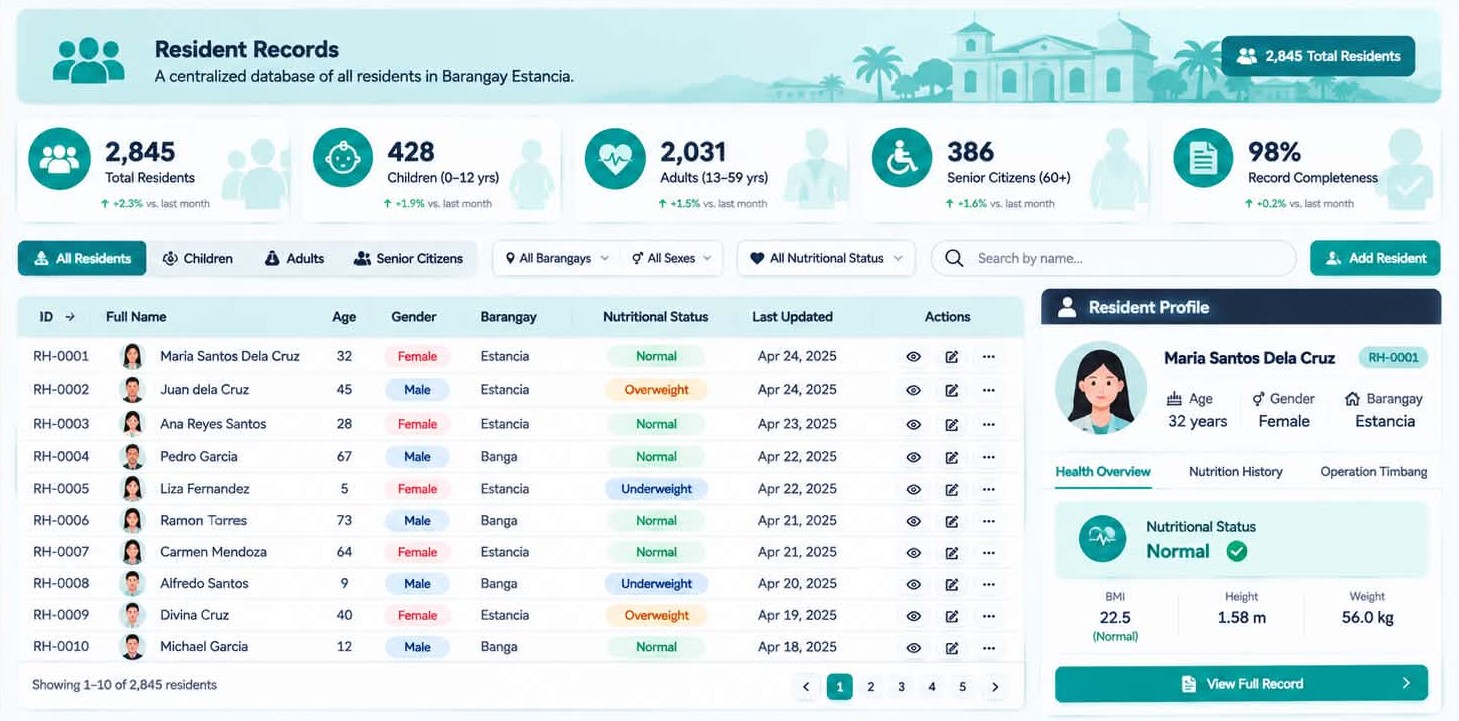 Resident Records
A centralized database of all residents in Barangay Estancia.
2,845 Total Residents
2,845
Total Residents
↑ +2.3% vs. last month
428
Children (0–12 yrs)
↑ +1.9% vs. last month
2,031
Adults (13–59 yrs)
↑ +1.5% vs. last month
386
Senior Citizens (60+)
↑ +1.6% vs. last month
98%
Record Completeness
↑ +0.2% vs. last month
All Residents Children Adults Senior Citizens All Barangays All Sexes All Nutritional Status Search by name... Add Resident
ID → Full Name Age Gender Barangay Nutritional Status Last Updated Actions
RH-0001 Maria Santos Dela Cruz 32 Female Estancia Normal Apr 24, 2025
RH-0002 Juan dela Cruz 45 Male Estancia Overweight Apr 24, 2025
RH-0003 Ana Reyes Santos 28 Female Estancia Normal Apr 23, 2025
RH-0004 Pedro Garcia 67 Male Banga Normal Apr 22, 2025
RH-0005 Liza Fernandez 5 Female Estancia Underweight Apr 22, 2025
RH-0006 Ramon Torres 73 Male Banga Normal Apr 21, 2025
RH-0007 Carmen Mendoza 64 Female Estancia Normal Apr 21, 2025
RH-0008 Alfredo Santos 9 Male Banga Underweight Apr 20, 2025
RH-0009 Divina Cruz 40 Female Estancia Overweight Apr 19, 2025
RH-0010 Michael Garcia 12 Male Banga Normal Apr 18, 2025
Showing 1–10 of 2,845 residents
1 2 3 4 5
Resident Profile
Maria Santos Dela Cruz RH-0001
Age Gender Barangay
32 years Female Estancia
Health Overview Nutrition History Operation Timbang
Nutritional Status
Normal
BMI Height Weight
22.5 1.58 m 56.0 kg
(Normal)
View Full Record